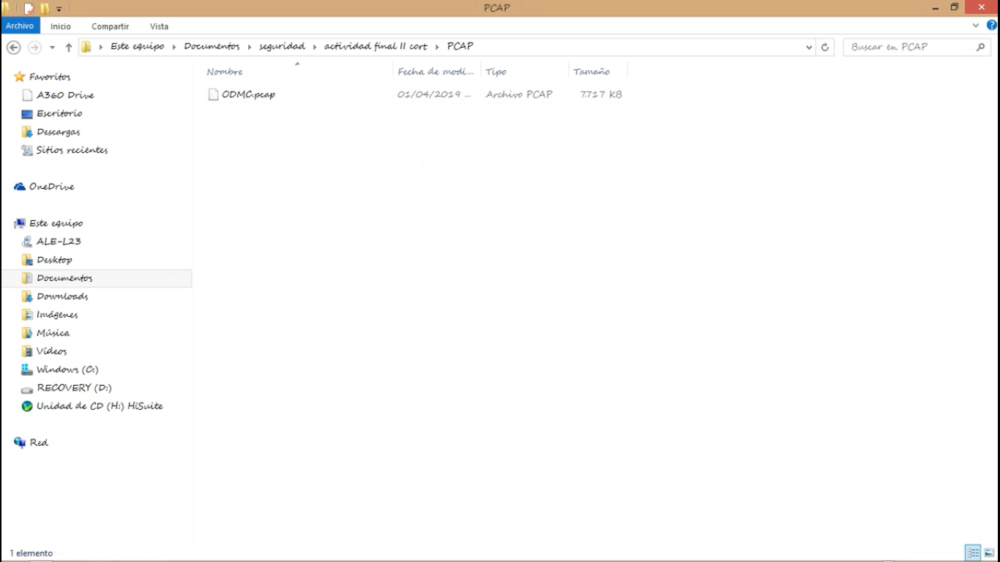 PCAP
Archivo Inicio Compartir Vista
Este equipo Documentos seguridad actividad final II cort PCAP Buscar en PCAP
Favoritos
A360 Drive
Escritorio
Descargas
Sitios recientes
OneDrive
Este equipo
ALE-L23
Desktop
Documentos
Downloads
Imágenes
Música
Vídeos
Windows (C:)
RECOVERY (D:)
Unidad de CD (H:) HiSuite
Red
Nombre Fecha de modi... Tipo Tamaño
ODMC.pcap 01/04/2019 ... Archivo PCAP 7.717 KB
1 elemento